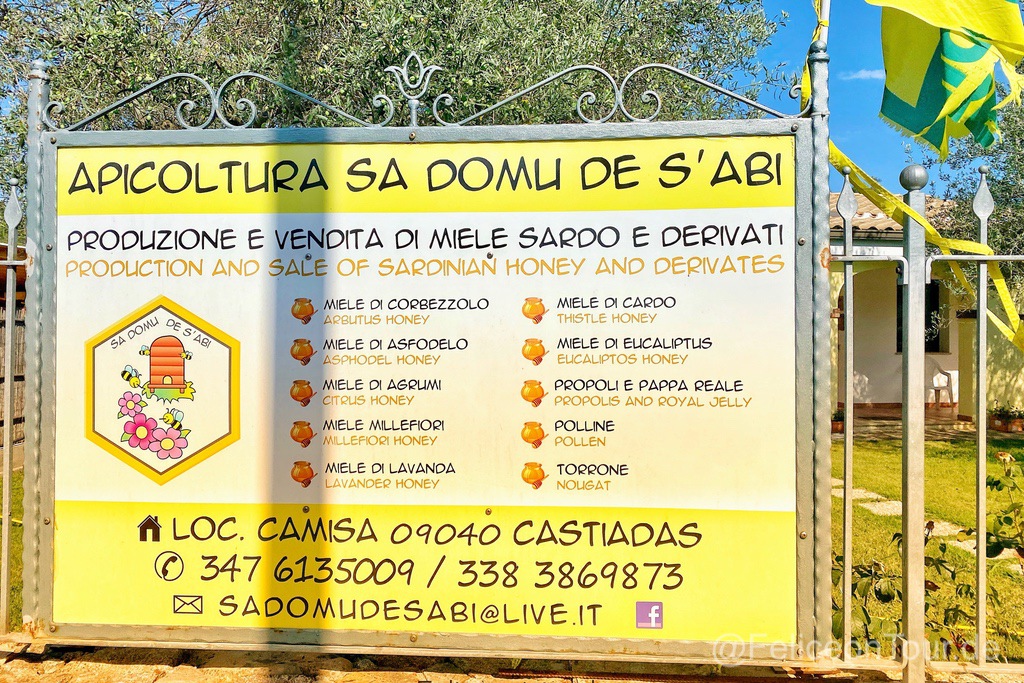 APICOLTURA SA DOMU DE S'ABI
PRODUZIONE E VENDITA DI MIELE SARDO E DERIVATI
PRODUCTION AND SALE OF SARDINIAN HONEY AND DERIVATES
SA DOMU DE S'ABI
MIELE DI CORBEZZOLO
ARBUTUS HONEY
MIELE DI ASFODELO
ASPHODEL HONEY
MIELE DI AGRUMI
CITRUS HONEY
MIELE MILLEFIORI
MILLEFIORI HONEY
MIELE DI LAVANDA
LAVANDER HONEY
MIELE DI CARDO
THISTLE HONEY
MIELE DI EUCALIPTUS
EUCALIPTOS HONEY
PROPOLI E PAPPA REALE
PROPOLIS AND ROYAL JELLY
POLLINE
POLLEN
TORRONE
NOUGAT
LOC. CAMISA 09040 CASTIADAS
347 6135009 / 338 3869873
SADOMUDESABI@LIVE.IT f
@FeliceonTour.de